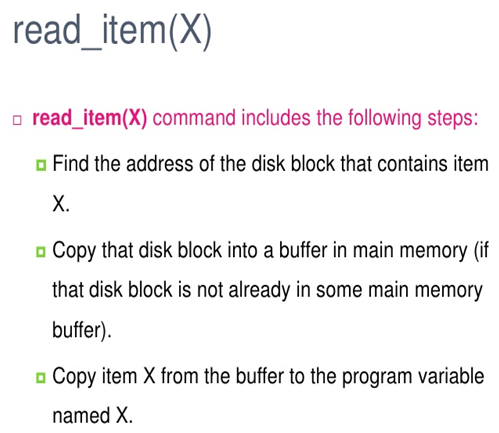 read_item(X)
read_item(X) command includes the following steps:
Find the address of the disk block that contains item
X.
Copy that disk block into a buffer in main memory (if
that disk block is not already in some main memory
buffer).
Copy item X from the buffer to the program variable
named X.